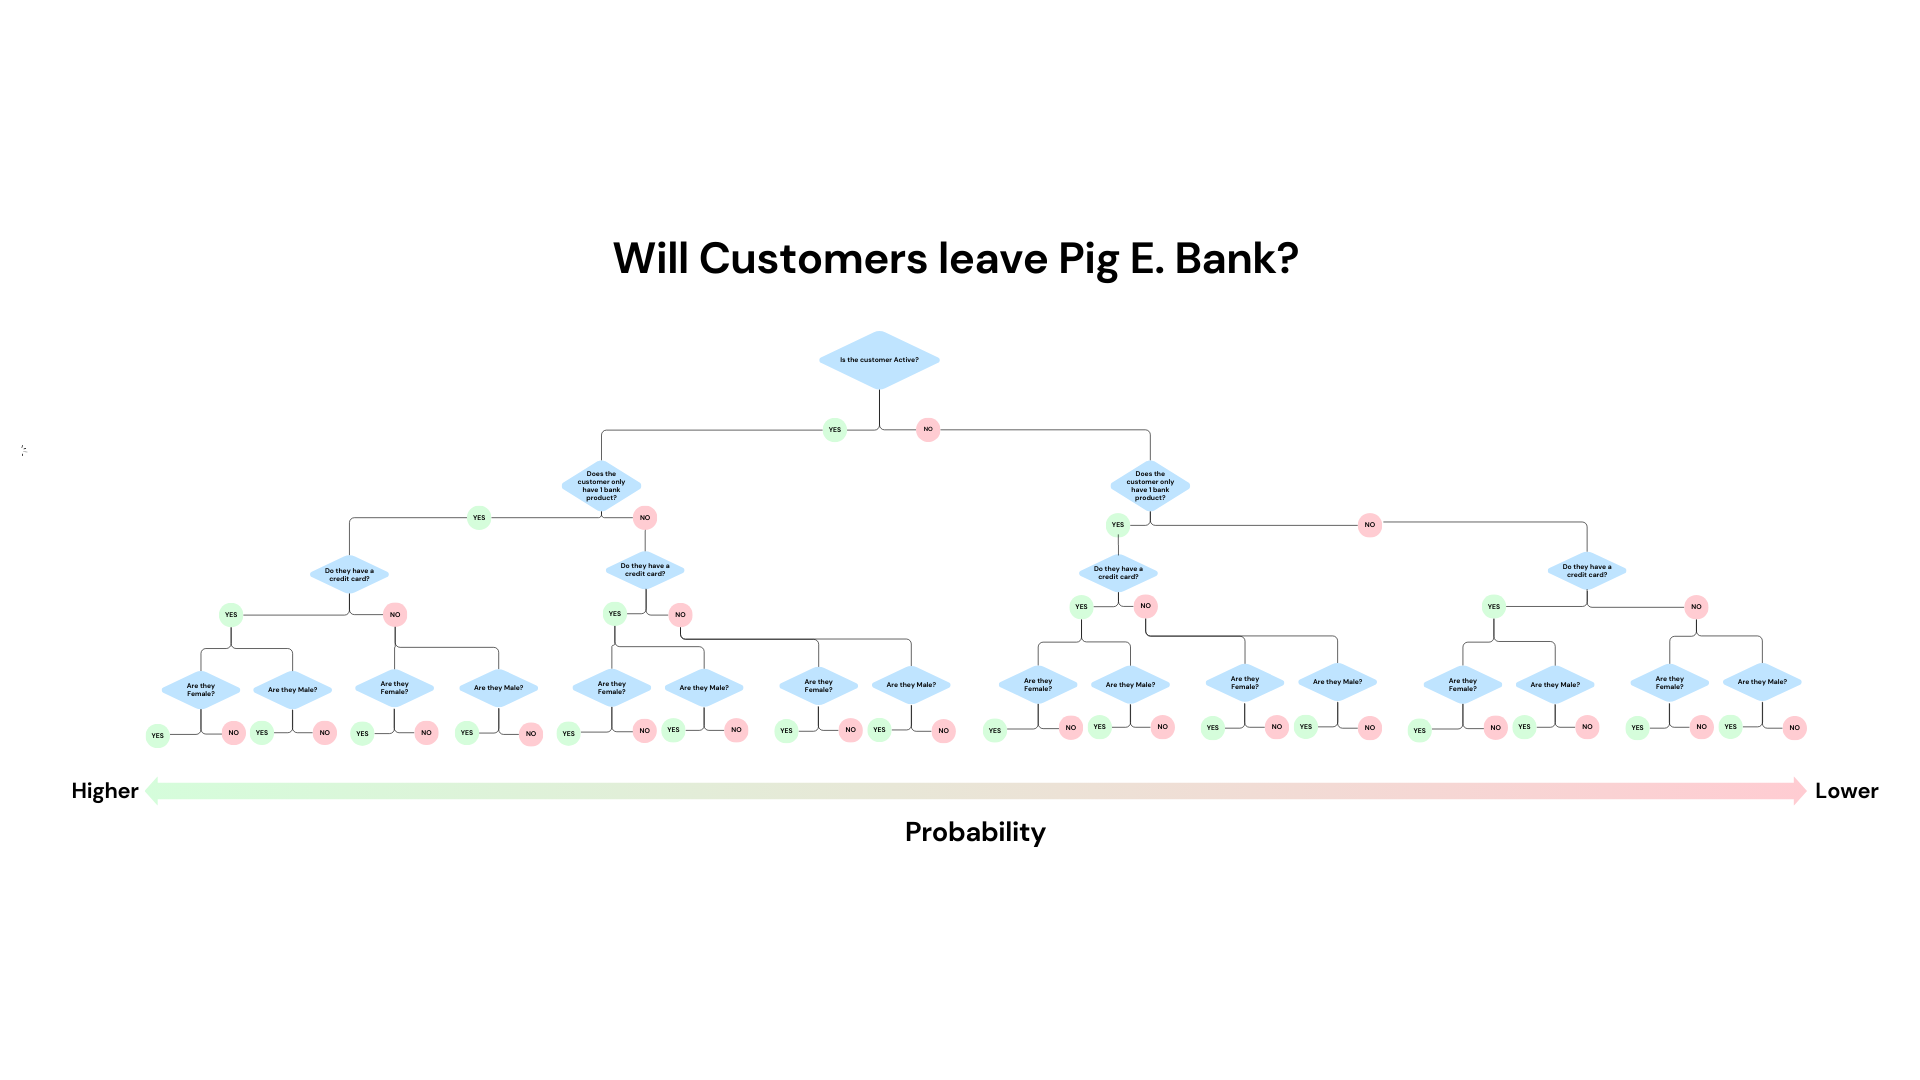 Will Customers leave Pig E. Bank?
Is the customer Active?
YES
NO
Does the
customer only
have 1 bank
product?
Does the
customer only
have 1 bank
product?
YES
NO
YES
NO
Do they have a
credit card?
Do they have a
credit card?
Do they have a
credit card?
Do they have a
credit card?
YES
NO
YES
NO
YES
NO
YES
NO
Are they
Female?
Are they Male?
Are they
Female?
Are they Male?
Are they
Female?
Are they Male?
Are they
Female?
Are they Male?
Are they
Female?
Are they Male?
Are they
Female?
Are they Male?
Are they
Female?
Are they Male?
Are they
Female?
Are they Male?
YES
NO
YES
NO
YES
NO
YES
NO
YES
NO
YES
NO
YES
NO
YES
NO
YES
NO
YES
NO
YES
NO
YES
NO
YES
NO
YES
NO
YES
NO
YES
NO
Higher
Lower
Probability